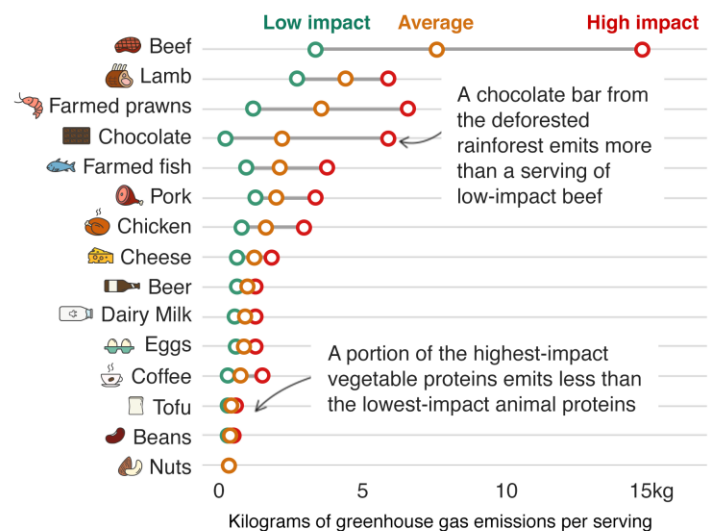 Low impact Average High impact
Beef
Lamb
Farmed prawns
A chocolate bar from
the deforested
rainforest emits more
than a serving of
low-impact beef
Chocolate
Farmed fish
Pork
Chicken
Cheese
Beer
Dairy Milk
Eggs
A portion of the highest-impact
vegetable proteins emits less than
the lowest-impact animal proteins
Coffee
Tofu
Beans
Nuts
0 5 10 15kg
Kilograms of greenhouse gas emissions per serving